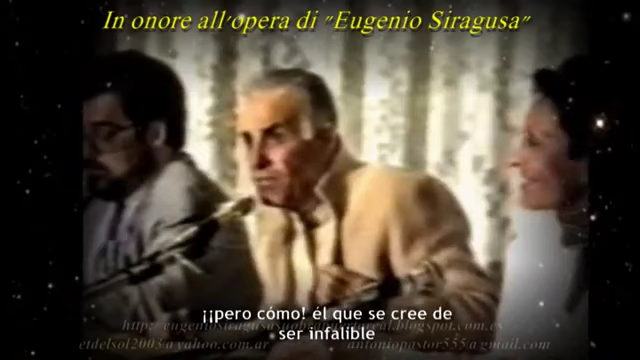 In onore all'opera di "Eugenio Siragusa"
¡¡pero cómo! él que se cree de
ser infalible
etdelsol2003@yahoo.com.ar antoniopastor555@gmail.com